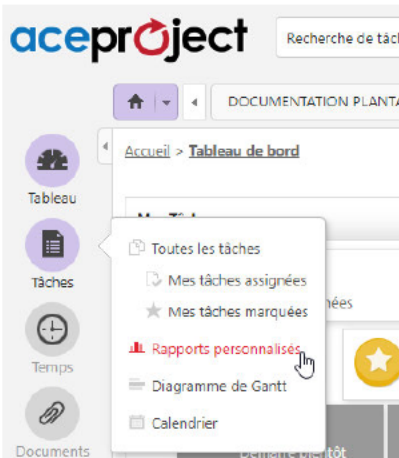 aceproject
Recherche de tâc
DOCUMENTATION PLANTA
Accueil > Tableau de bord
Tableau
Toutes les tâches
Mes tâches assignées
Tâches
Mes tâches marquées
Rapports personnalisés
Temps
Diagramme de Gantt
Calendrier
Documents